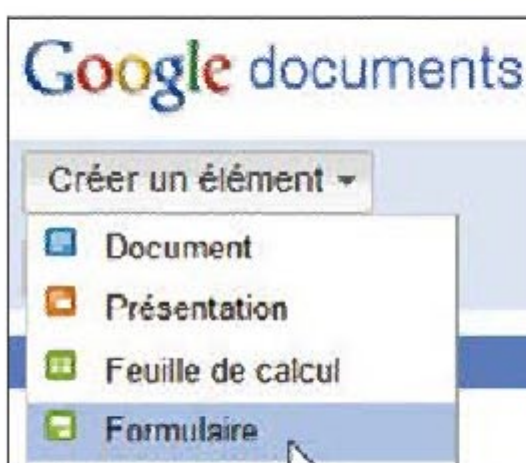 Google documents
Créer un élément
Document
Présentation
Feuille de calcul
Formulaire